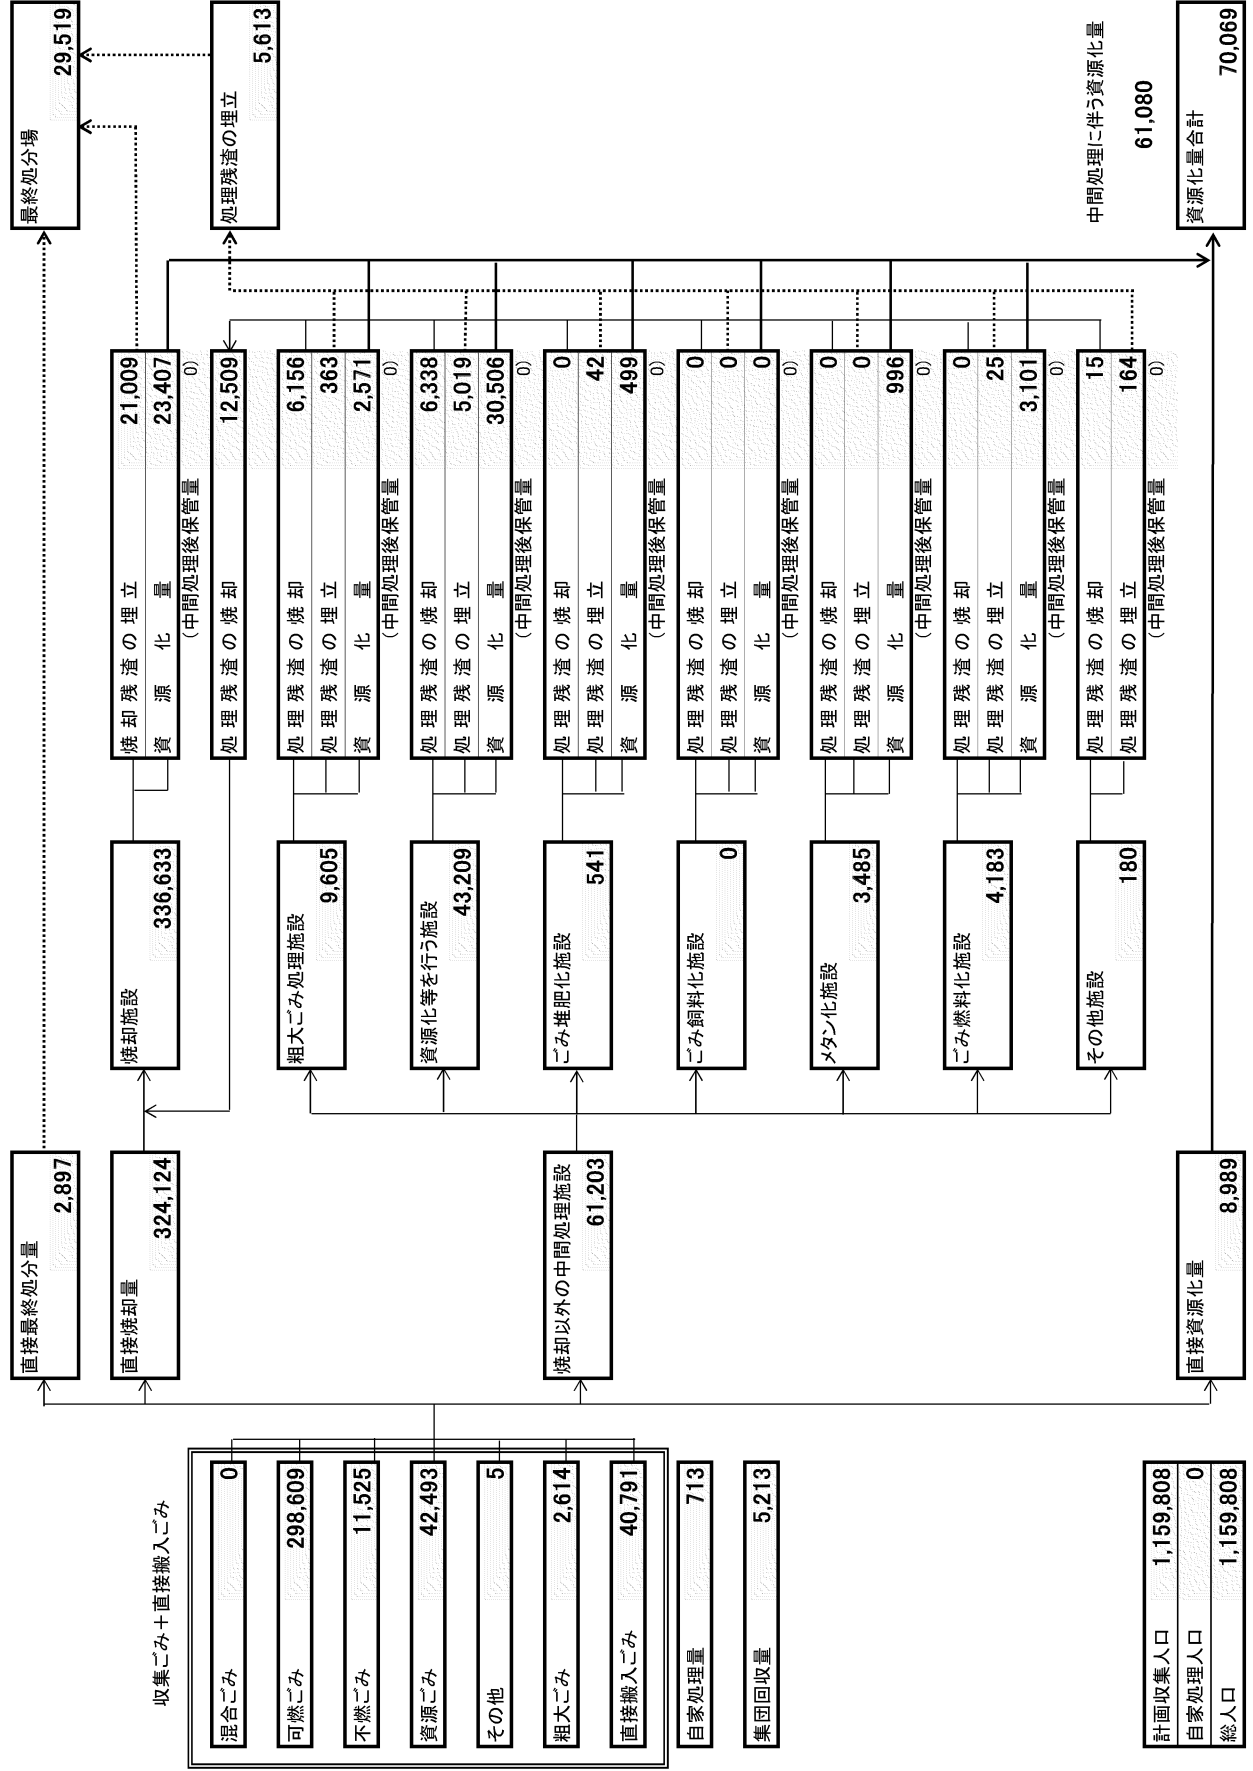 収集ごみ＋直接搬入ごみ
混合ごみ 0
可燃ごみ 298,609
不燃ごみ 11,525
資源ごみ 42,493
その他 5
粗大ごみ 2,614
直接搬入ごみ 40,791
自家処理量 713
集団回収量 5,213
計画収集人口 1,159,808
自家処理人口 0
総人口 1,159,808
直接最終処分量
2,897
直接焼却量
324,124
焼却以外の中間処理施設
61,203
直接資源化量
8,989
焼却施設
336,633
粗大ごみ処理施設
9,605
資源化等を行う施設
43,209
ごみ堆肥化施設
541
ごみ飼料化施設
0
メタン化施設
3,485
ごみ燃料化施設
4,183
その他施設
180
焼却残渣の埋立 21,009
資源化量 23,407
(中間処理後保管量 0)
処理残渣の焼却 12,509
処理残渣の焼却 6,156
処理残渣の埋立 363
資源化量 2,571
(中間処理後保管量 0)
処理残渣の焼却 6,338
処理残渣の埋立 5,019
資源化量 30,506
(中間処理後保管量 0)
処理残渣の焼却 0
処理残渣の埋立 42
資源化量 499
(中間処理後保管量 0)
処理残渣の焼却 0
処理残渣の埋立 0
資源化量 0
(中間処理後保管量 0)
処理残渣の焼却 0
処理残渣の埋立 0
資源化量 996
(中間処理後保管量 0)
処理残渣の焼却 0
処理残渣の埋立 25
資源化量 3,101
(中間処理後保管量 0)
処理残渣の焼却 15
処理残渣の埋立 164
(中間処理後保管量 0)
最終処分場
29,519
処理残渣の埋立
5,613
中間処理に伴う資源化量
61,080
資源化量合計
70,069